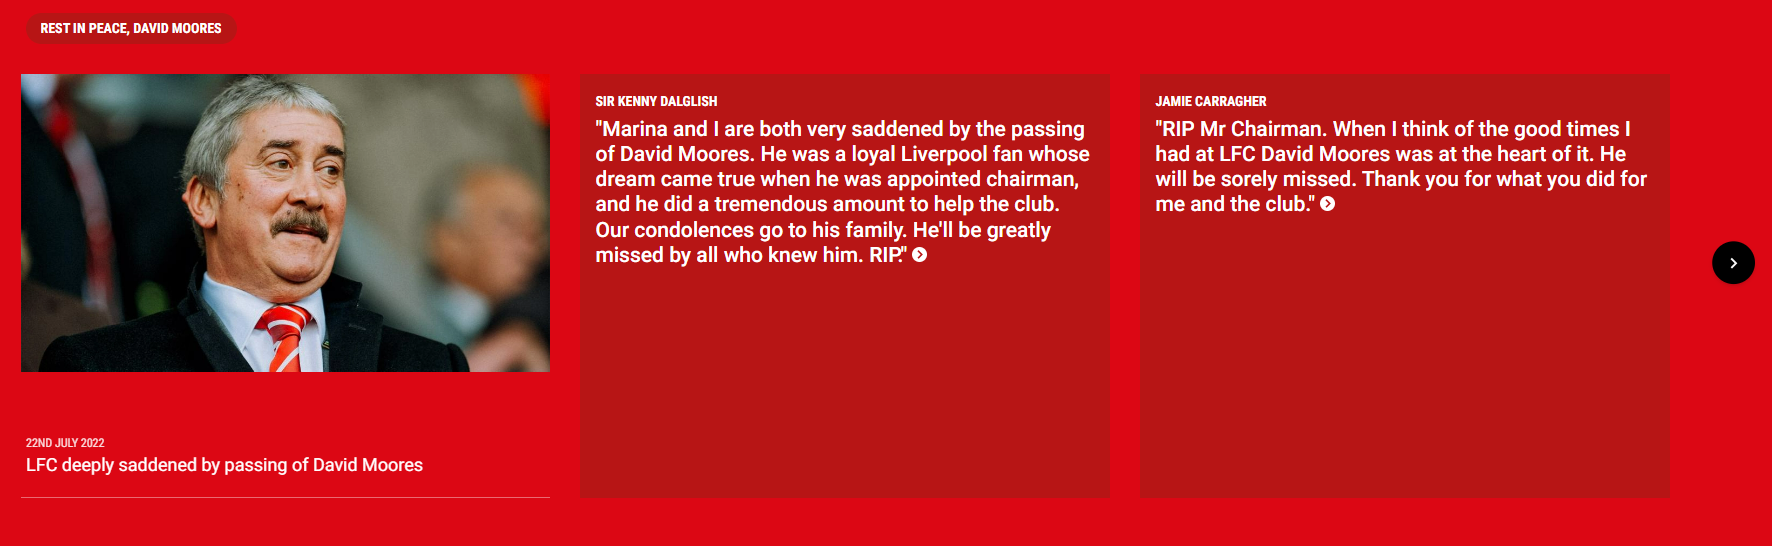 REST IN PEACE, DAVID MOORES
22ND JULY 2022
LFC deeply saddened by passing of David Moores
SIR KENNY DALGLISH
"Marina and I are both very saddened by the passing
of David Moores. He was a loyal Liverpool fan whose
dream came true when he was appointed chairman,
and he did a tremendous amount to help the club.
Our condolences go to his family. He'll be greatly
missed by all who knew him. RIP."
JAMIE CARRAGHER
"RIP Mr Chairman. When I think of the good times I
had at LFC David Moores was at the heart of it. He
will be sorely missed. Thank you for what you did for
me and the club."